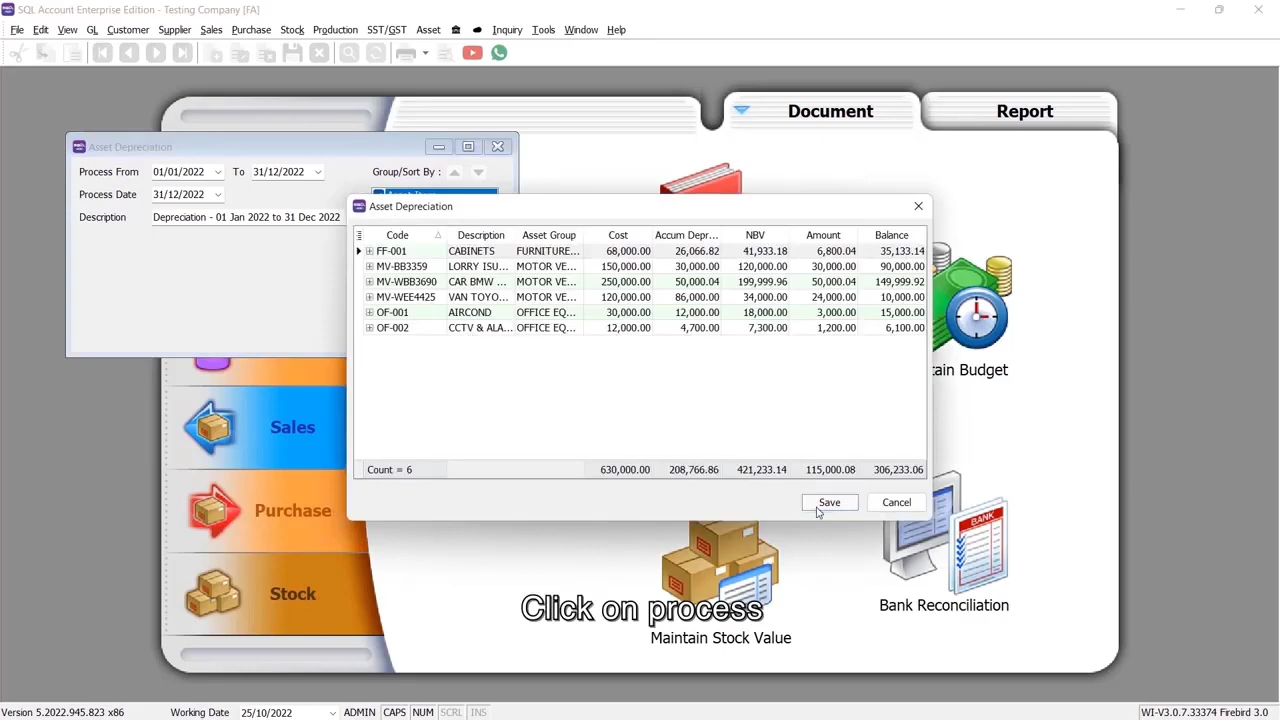 SQL Account Enterprise Edition - Testing Company [FA]
File Edit View GL Customer Supplier Sales Purchase Stock Production SST/GST Asset Inquiry Tools Window Help
Document Report
Asset Depreciation
Process From 01/01/2022 To 31/12/2022 Group/Sort By :
Process Date 31/12/2022
Description Depreciation - 01 Jan 2022 to 31 Dec 2022
Asset Depreciation
Code Description Asset Group Cost Accum Depr... NBV Amount Balance
FF-001 CABINETS FURNITURE... 68,000.00 26,066.82 41,933.18 6,800.04 35,133.14
MV-BB3359 LORRY ISU... MOTOR VE... 150,000.00 30,000.00 120,000.00 30,000.00 90,000.00
MV-WBB3690 CAR BMW ... MOTOR VE... 250,000.00 50,000.04 199,999.96 50,000.04 149,999.92
MV-WEE4425 VAN TOYO... MOTOR VE... 120,000.00 86,000.00 34,000.00 24,000.00 10,000.00
OF-001 AIRCOND OFFICE EQ... 30,000.00 12,000.00 18,000.00 3,000.00 15,000.00
OF-002 CCTV & ALA... OFFICE EQ... 12,000.00 4,700.00 7,300.00 1,200.00 6,100.00
Count = 6 630,000.00 208,766.86 421,233.14 115,000.08 306,233.06
Save Cancel
tain Budget
Sales
Purchase
Stock
BANK
Click on process
Bank Reconciliation
Maintain Stock Value
Version 5.2022.945.823 x86 Working Date 25/10/2022 ADMIN CAPS NUM SCRL INS WI-V3.0.7.33374 Firebird 3.0